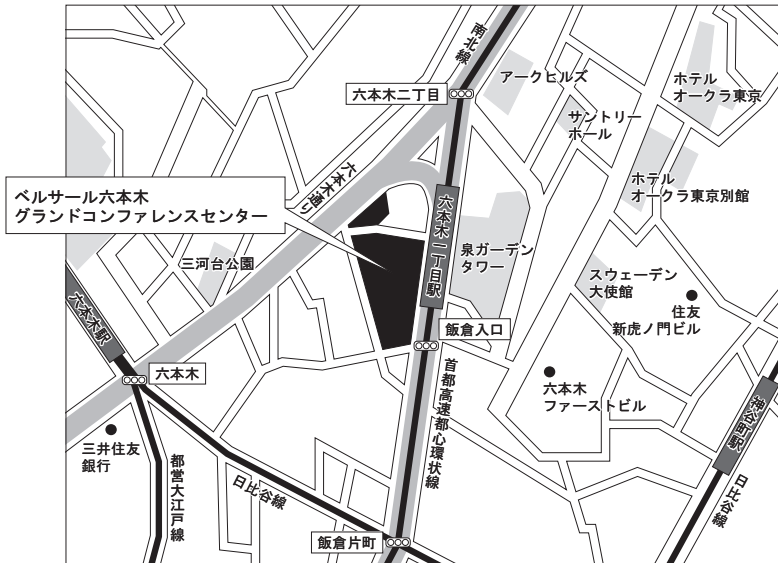 南北線
アークヒルズ
六本木二丁目
ホテル
オークラ東京
サントリー
ホール
六本木通り
ベルサール六本木
グランドコンファレンスセンター
ホテル
オークラ東京別館
六本木一丁目駅
泉ガーデン
タワー
三河台公園
スウェーデン
大使館
住友
新虎ノ門ビル
六本木駅
飯倉入口
六本木
首都高速都心環状線
六本木
ファーストビル
神谷町駅
三井住友
銀行
都営大江戸線
日比谷線
日比谷線
飯倉片町